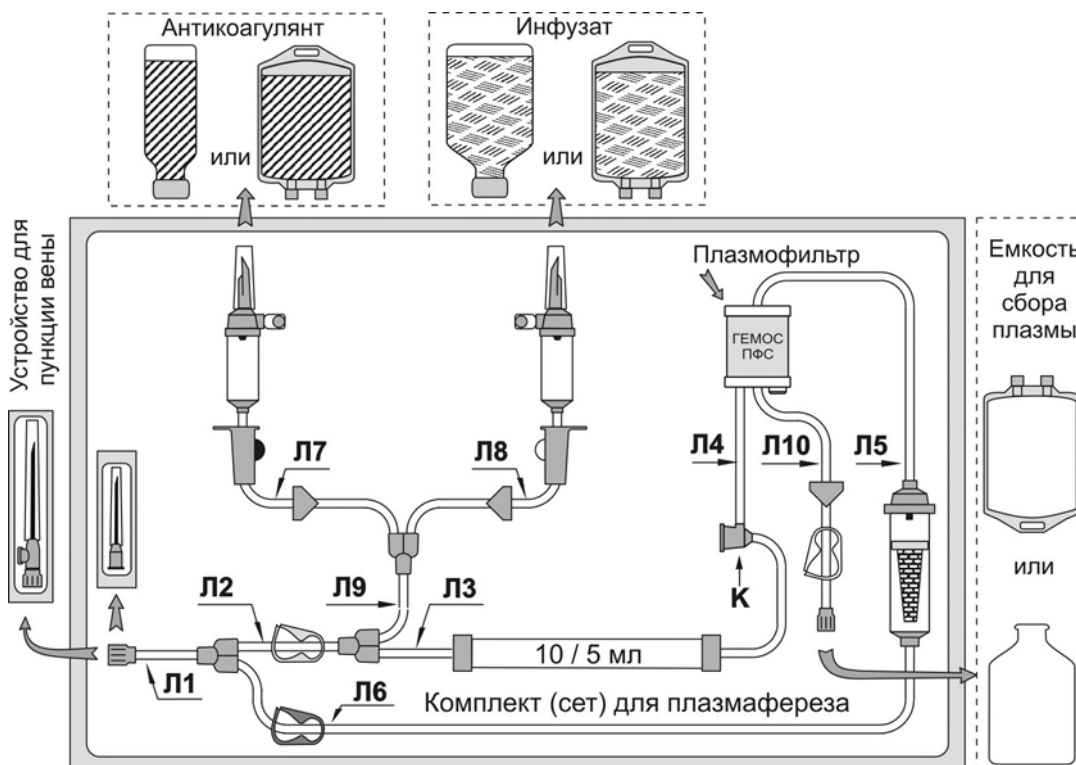 Антикоагулянт
или
Инфузат
или
Устройство для
пункции вены
Плазмофильтр
ГЕМОС
ПФС
Емкость
для
сбора
плазмы
или
Л7
Л8
Л4
Л10
Л5
К
Л2
Л9
Л3
10 / 5 мл
Л1
Л6
Комплект (сет) для плазмафереза